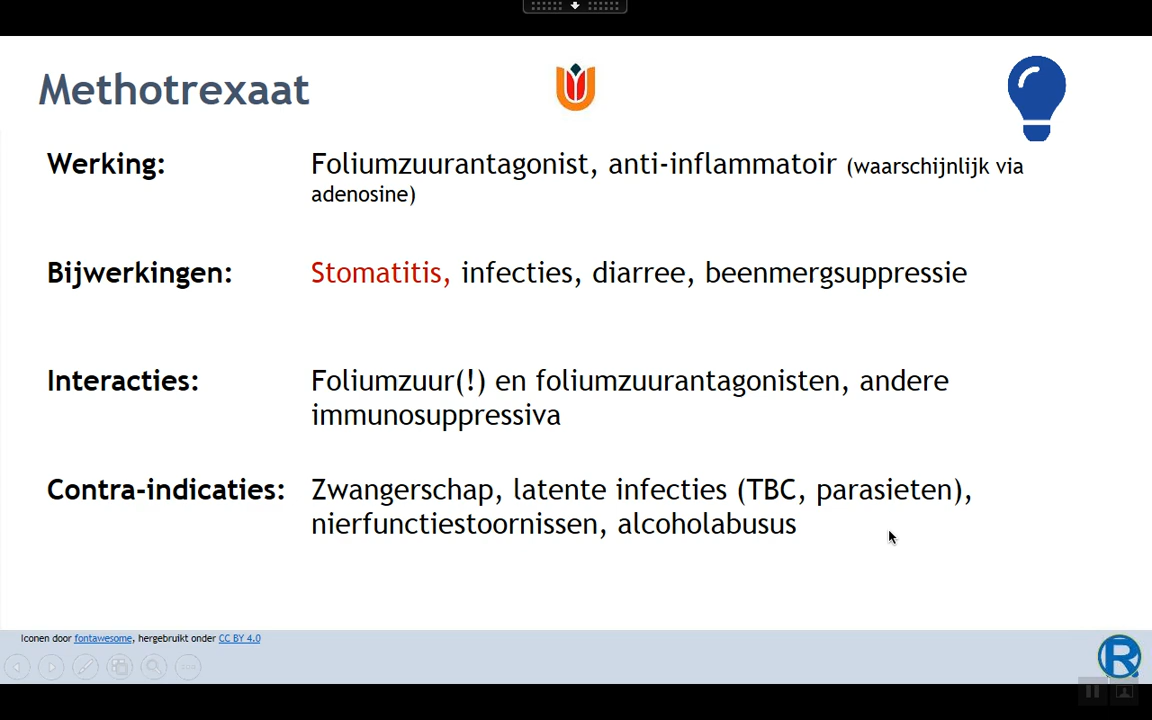 Methotrexaat
Werking: Foliumzuurantagonist, anti-inflammatoir (waarschijnlijk via
adenosine)
Bijwerkingen: Stomatitis, infecties, diarree, beenmergsuppressie
Interacties: Foliumzuur(!) en foliumzuurantagonisten, andere
immunosuppressiva
Contra-indicaties: Zwangerschap, latente infecties (TBC, parasieten),
nierfunctiestoornissen, alcoholabusus
Iconen door fontawesome, hergebruikt onder CC BY 4.0
R